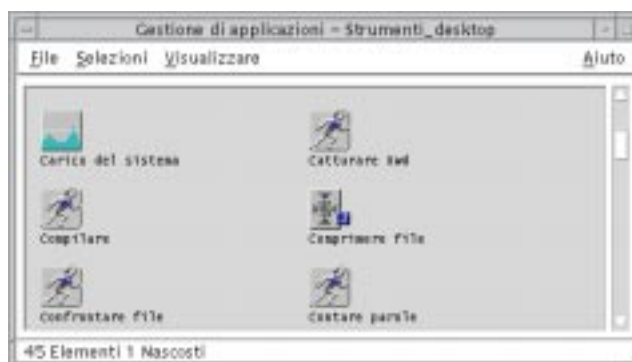 Gestione di applicazioni - Strumenti_desktop
File Selezioni Visualizzare Aiuto
Carico del sistema
Catturare Xwd
Compilare
Comprimere file
Confrontare file
Contare parole
45 Elementi 1 Nascosti